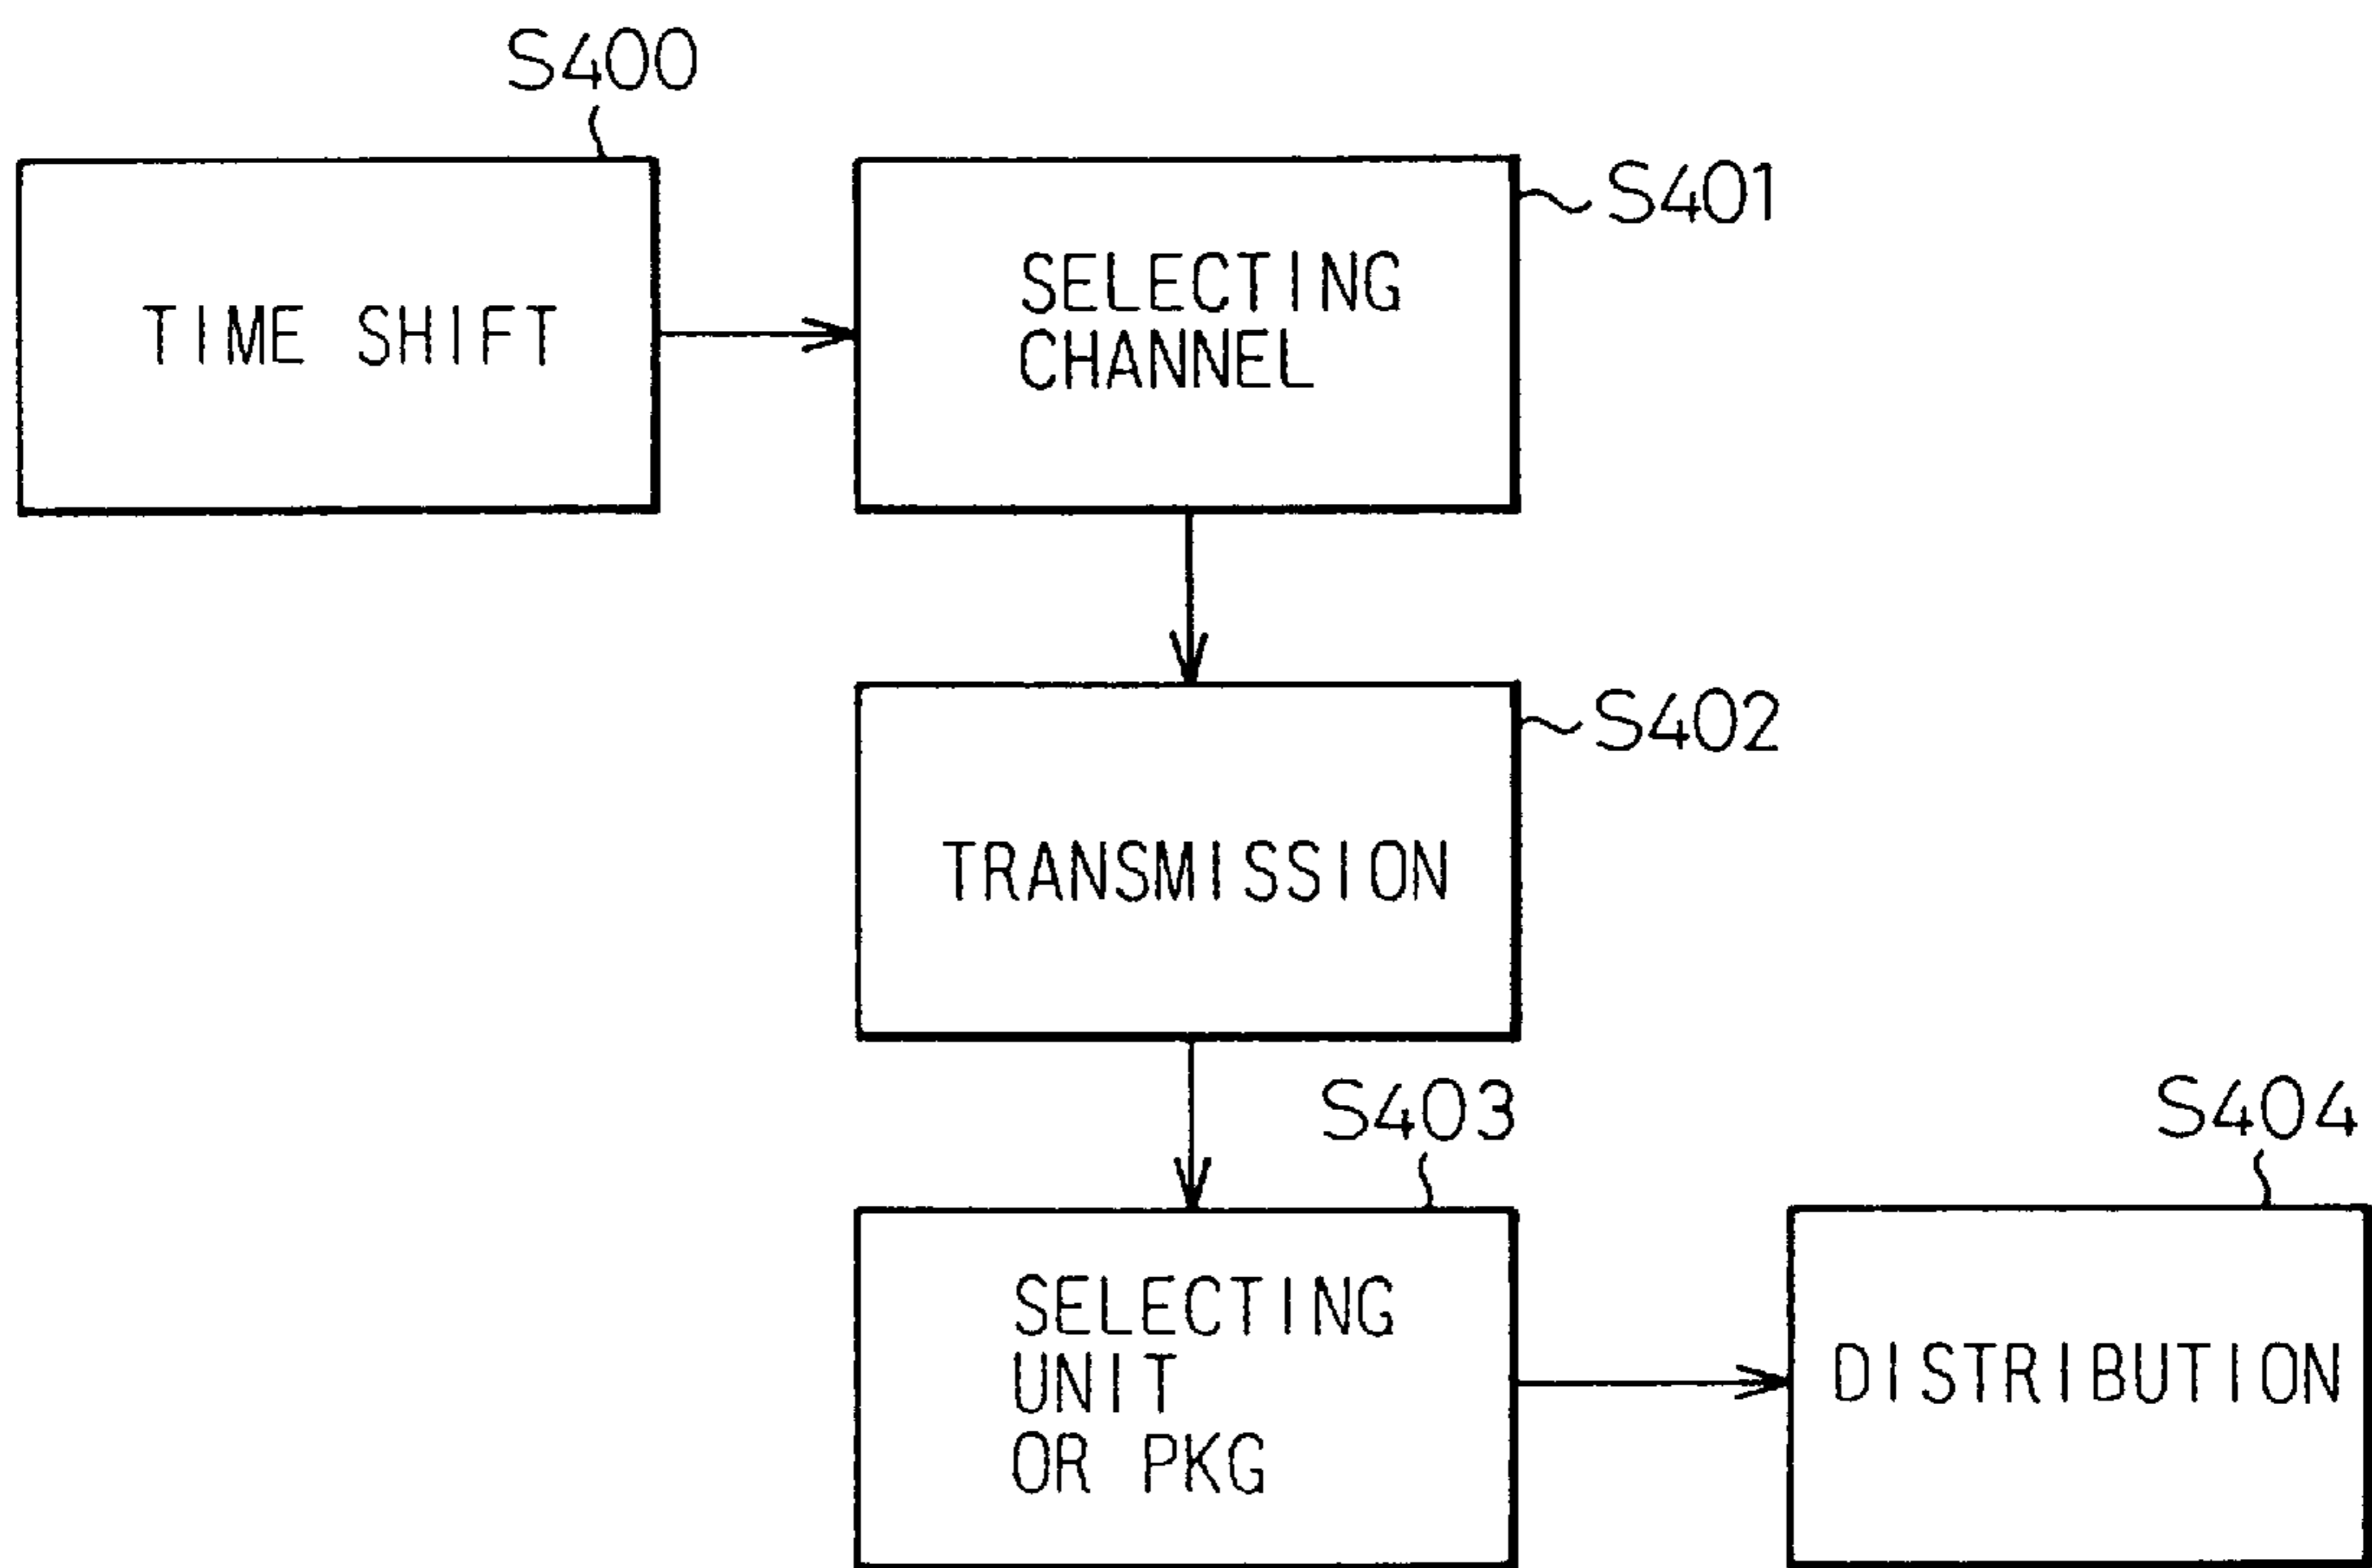 S400
TIME SHIFT
S401
SELECTING
CHANNEL
S402
TRANSMISSION
S403
SELECTING
UNIT
OR PKG
S404
DISTRIBUTION